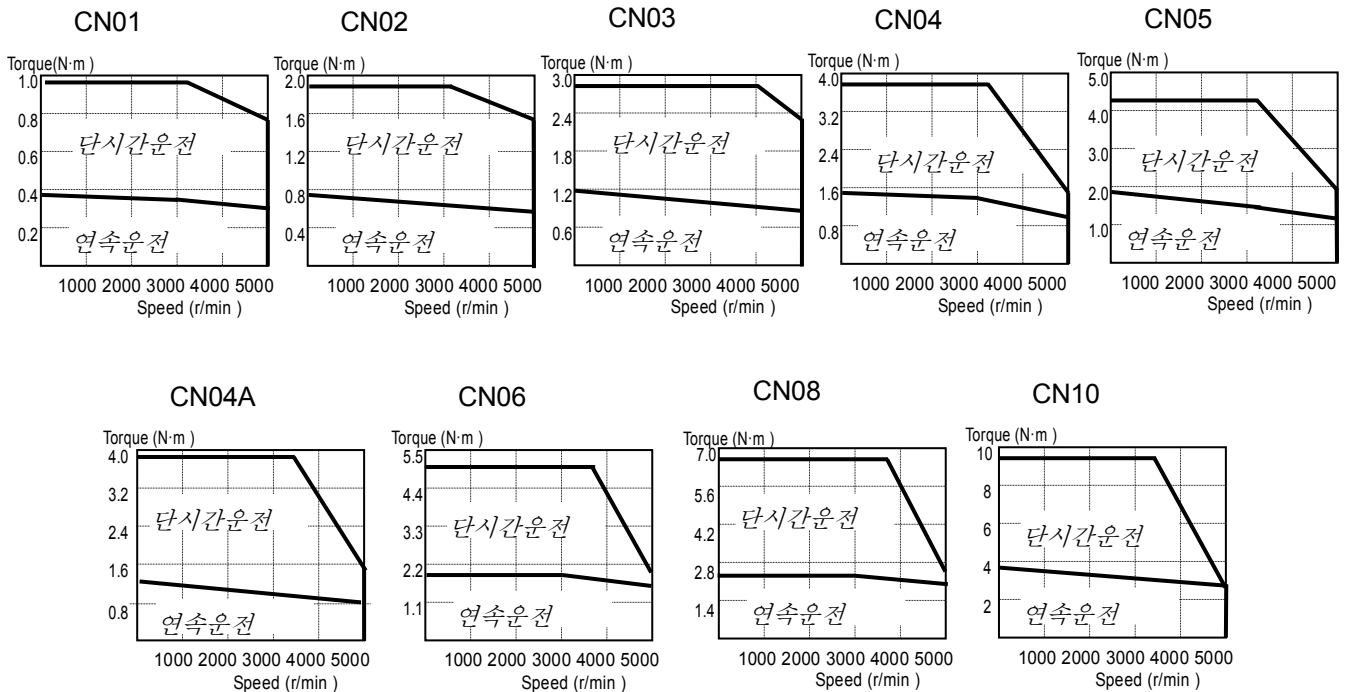 CN01
Torque(N·m )
1.0
0.8
0.6
0.4
0.2
단시간운전
연속운전
1000 2000 3000 4000 5000
Speed (r/min )
CN02
Torque (N·m )
2.0
1.6
1.2
0.8
0.4
단시간운전
연속운전
1000 2000 3000 4000 5000
Speed (r/min )
CN03
Torque (N·m )
3.0
2.4
1.8
1.2
0.6
단시간운전
연속운전
1000 2000 3000 4000 5000
Speed (r/min )
CN04
Torque (N·m )
4.0
3.2
2.4
1.6
0.8
단시간운전
연속운전
1000 2000 3000 4000 5000
Speed (r/min )
CN05
Torque (N·m )
5.0
4.0
3.0
2.0
1.0
단시간운전
연속운전
1000 2000 3000 4000 5000
Speed (r/min )
CN04A
Torque (N·m )
4.0
3.2
2.4
1.6
0.8
단시간운전
연속운전
1000 2000 3000 4000 5000
Speed (r/min )
CN06
Torque (N·m )
5.5
4.4
3.3
2.2
1.1
단시간운전
연속운전
1000 2000 3000 4000 5000
Speed (r/min )
CN08
Torque (N·m )
7.0
5.6
4.2
2.8
1.4
단시간운전
연속운전
1000 2000 3000 4000 5000
Speed (r/min )
CN10
Torque (N·m )
10
8
6
4
2
단시간운전
연속운전
1000 2000 3000 4000 5000
Speed (r/min )